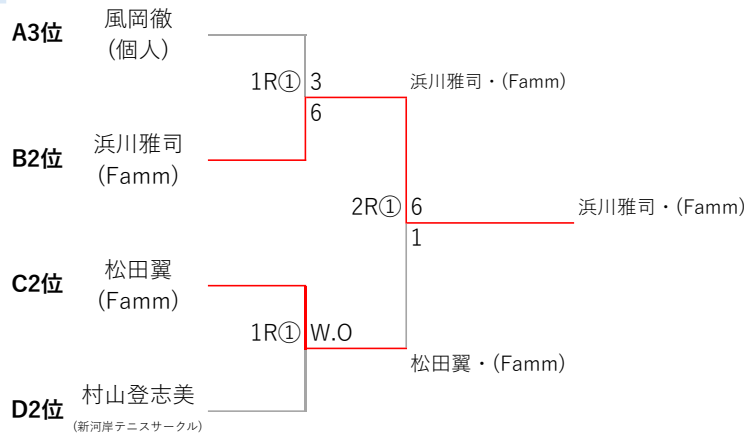 A3位
風岡徹
(個人)
1R① 3
6
浜川雅司・(Famm)
B2位
浜川雅司
(Famm)
2R① 6
1
浜川雅司・(Famm)
C2位
松田翼
(Famm)
1R① W.O
松田翼・(Famm)
D2位
村山登志美
(新河岸テニスサークル)